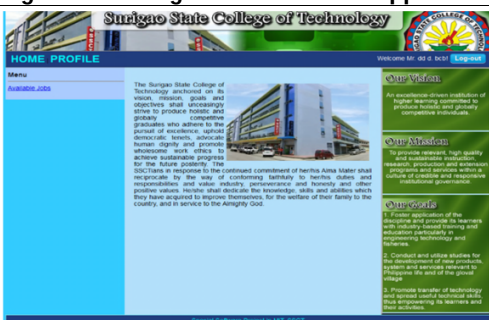 Surigao State College of Technology
HOME PROFILE
Welcome Mr. dd d. bcbl Log-out
Menu
Available Jobs
The Surigao State College of
Technology anchored on its
vision, mission, goals and
objectives shall unceasingly
strive to produce holistic and
globally competitive
graduates who adhere to the
pursuit of excellence, uphold
democratic tenets, advocate
human dignity and promote
wholesome work ethics to
achieve sustainable progress
for the future posterity. The
SSCTians in response to the continued commitment of her/his Alma Mater shall
reciprocate by the way of conforming faithfully to her/his duties and
responsibilities and value industry, perseverance and honesty and other
positive values. He/she shall dedicate the knowledge, skills and abilities which
they have acquired to improve themselves, for the welfare of their family to the
country, and in service to the Almighty God.
Our Vision
An excellence-driven institution of
higher learning committed to
produce holistic and globally
competitive individuals.
Our Mission
To provide relevant, high quality
and sustainable instruction,
research, production and extension
programs and services within a
culture of credible and responsive
institutional governance.
Our Goals
1. Foster application of the
discipline and provide its learners
with industry-based training and
education particularly in
engineering technology and
fisheries.
2. Conduct and utilize studies for
the development of new products,
system and services relevant to
Philippine life and of the global
village
3. Promote transfer of technology
and spread useful technical skills,
thus empowering its learners and
their activities.